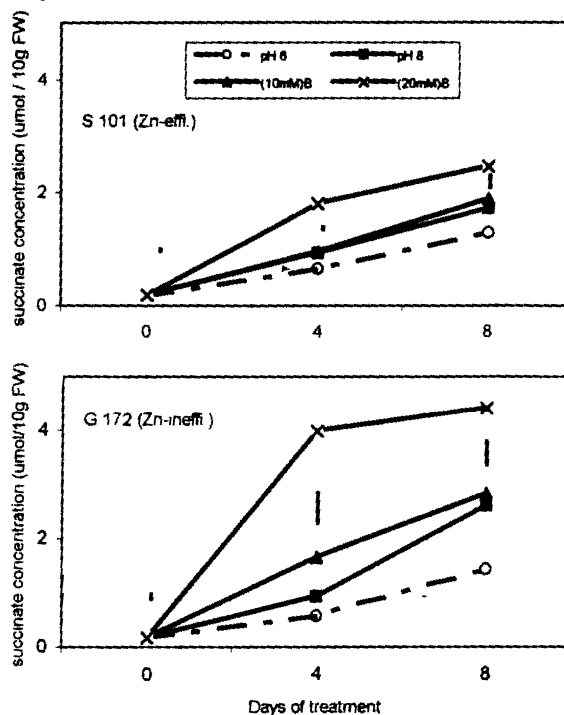 succinate concentration (umol / 10g FW)
4
2
0
pH 6
pH 8
(10mM)B
(20mM)B
S 101 (Zn-effi.)
0
4
8
succinate concentration (umol/10g FW)
4
2
0
G 172 (Zn-ineffi.)
0
4
8
Days of treatment